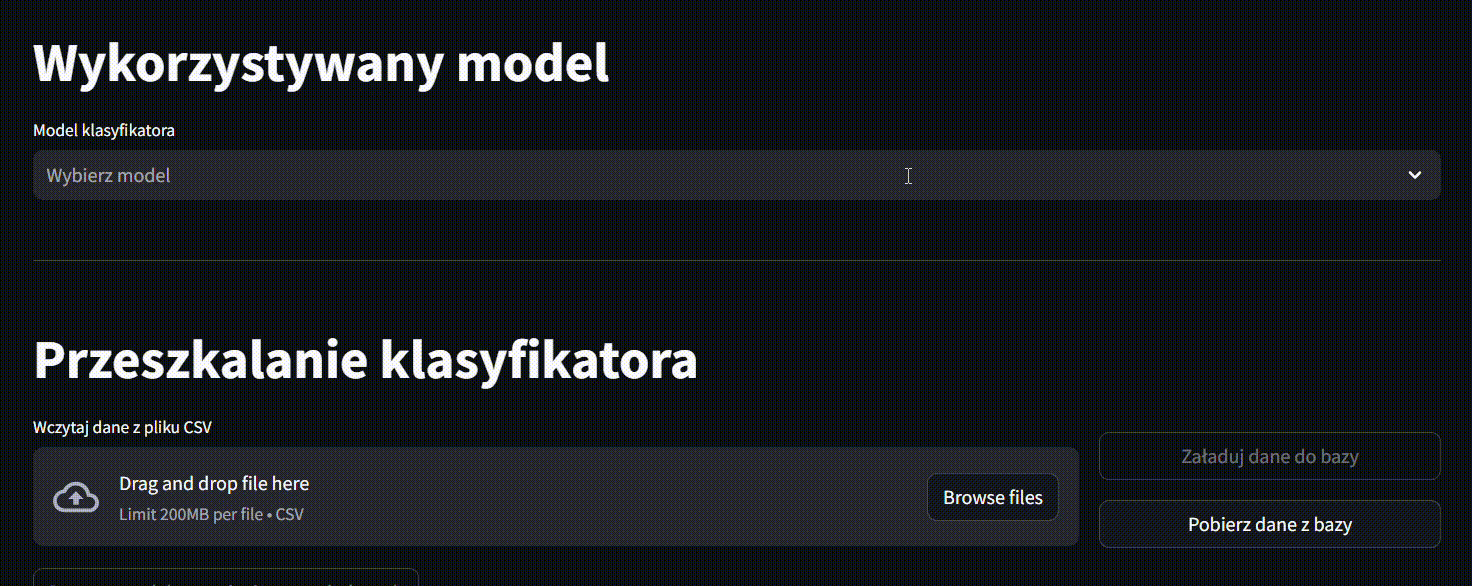 Wykorzystywany model
Model klasyfikatora
Wybierz model
Przeszkalanie klasyfikatora
Wczytaj dane z pliku CSV
Drag and drop file here
Limit 200MB per file • CSV
Browse files
Załaduj dane do bazy
Pobierz dane z bazy